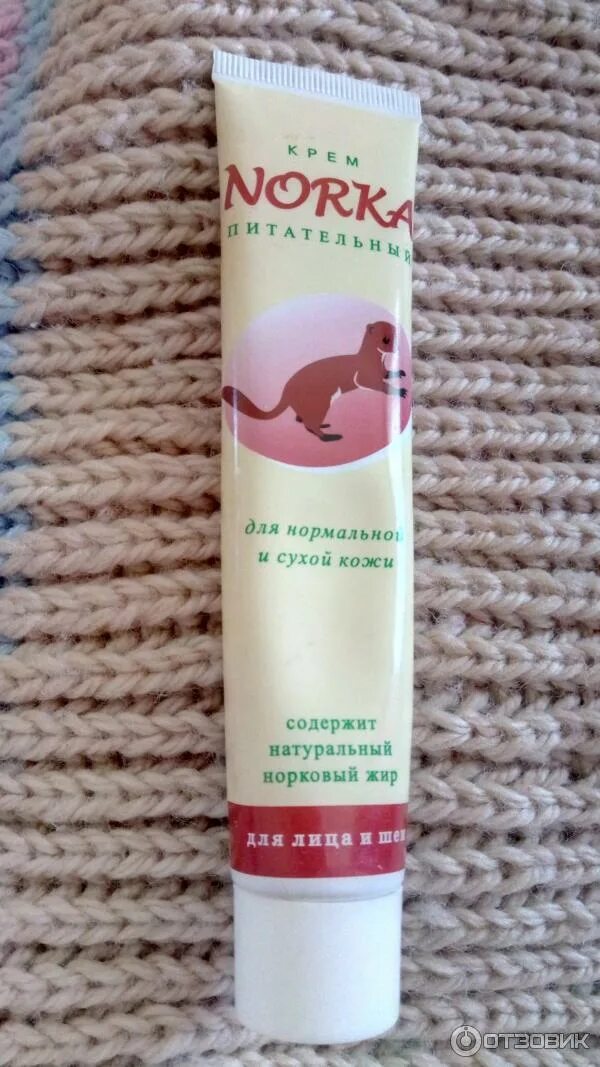 КРЕМ
NORKA
ПИТАТЕЛЬНЫЙ
для нормальной
и сухой кожи
содержит
натуральный
норковый жир
для лица и шеи
ОТЗОВИК